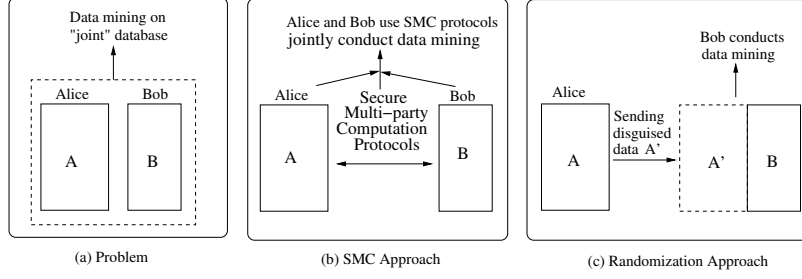 Data mining on
"joint" database
Alice
Bob
A
B
(a) Problem
Alice and Bob use SMC protocols
jointly conduct data mining
Alice
Bob
Secure
Multi−party
Computation
Protocols
A
B
(b) SMC Approach
Bob conducts
data mining
Alice
Sending
disguised
data A'
A
A'
B
(c) Randomization Approach